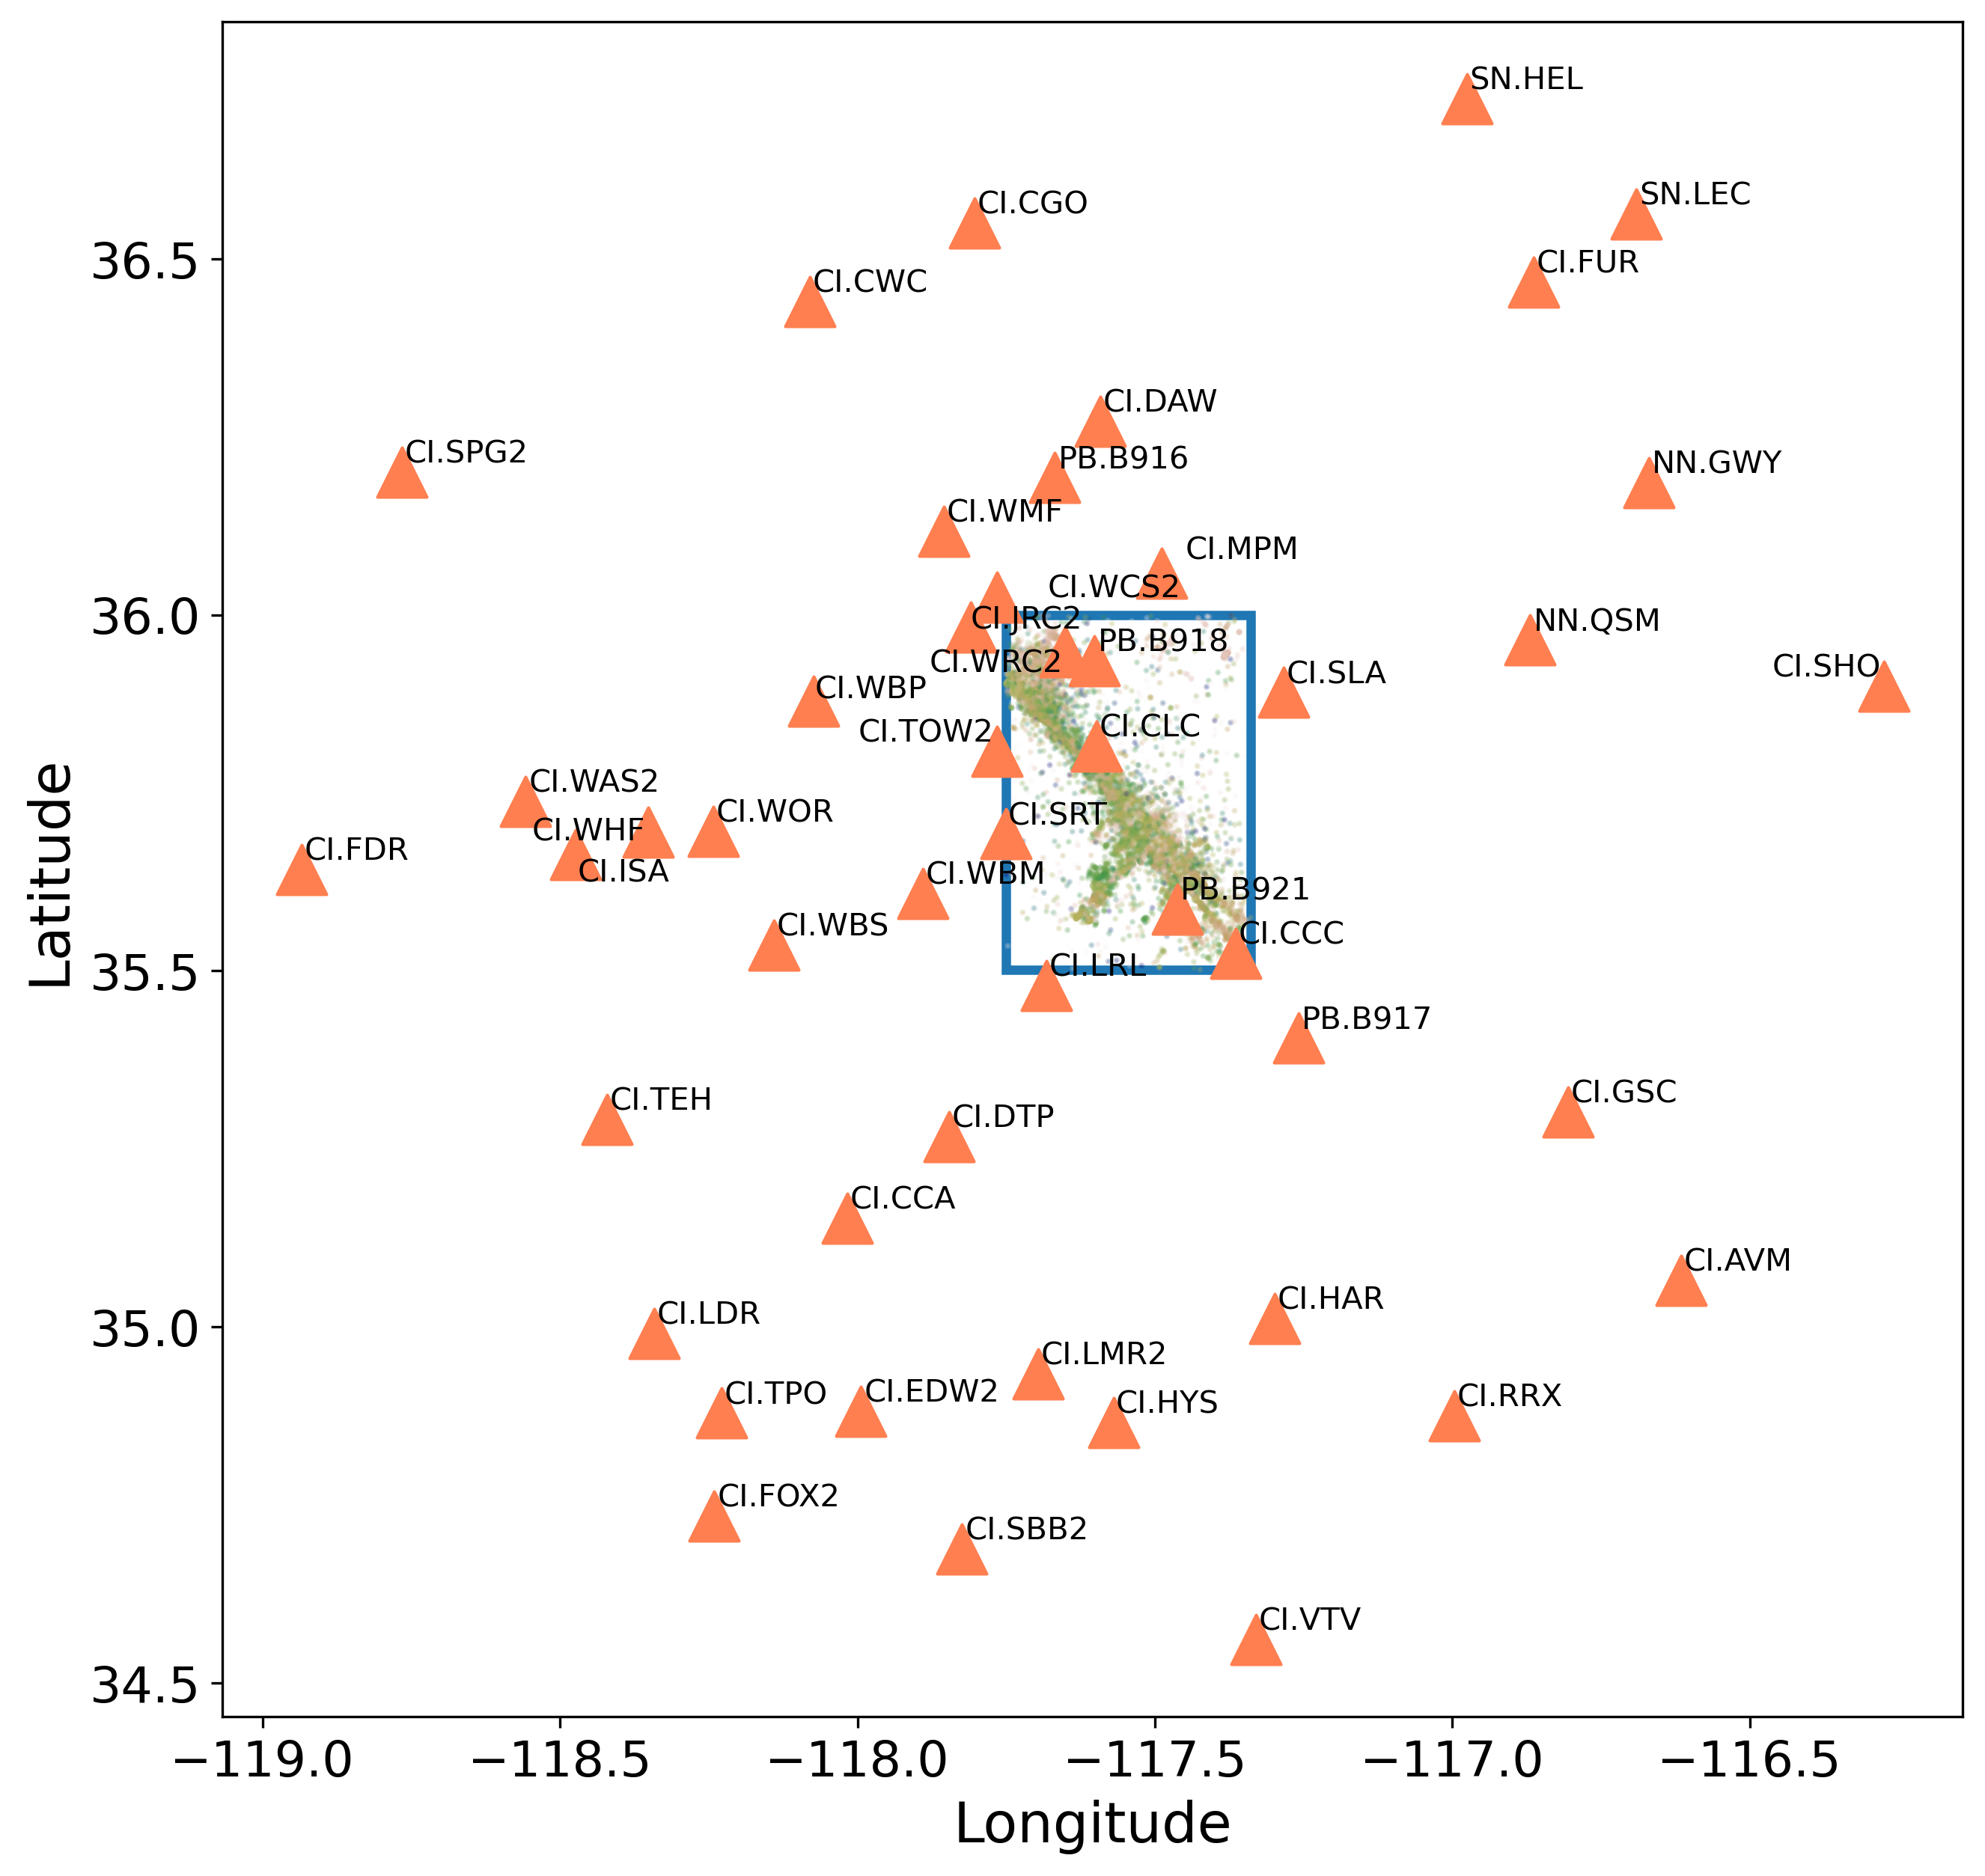 SN.HEL
SN.LEC
CI.CGO
36.5
CI.FUR
CI.CWC
CI.DAW
CI.SPG2
PB.B916
NN.GWY
CI.WMF
CI.MPM
CI.WCS2
36.0
CI.JRC2
NN.QSM
PB.B918
CI.WRC2
CI.SHO
CI.SLA
CI.WBP
CI.CLC
CI.TOW2
CI.WAS2
CI.WOR
CI.SRT
CI.WHF
CI.FDR
CI.ISA
CI.WBM
PB.B921
CI.WBS
CI.CCC
Latitude
35.5
CI.LRL
PB.B917
CI.GSC
CI.TEH
CI.DTP
CI.CCA
CI.AVM
CI.HAR
CI.LDR
35.0
CI.LMR2
CI.TPO
CI.EDW2
CI.RRX
CI.HYS
CI.FOX2
CI.SBB2
CI.VTV
34.5
−119.0
−118.5
−118.0
−117.5
−117.0
−116.5
Longitude